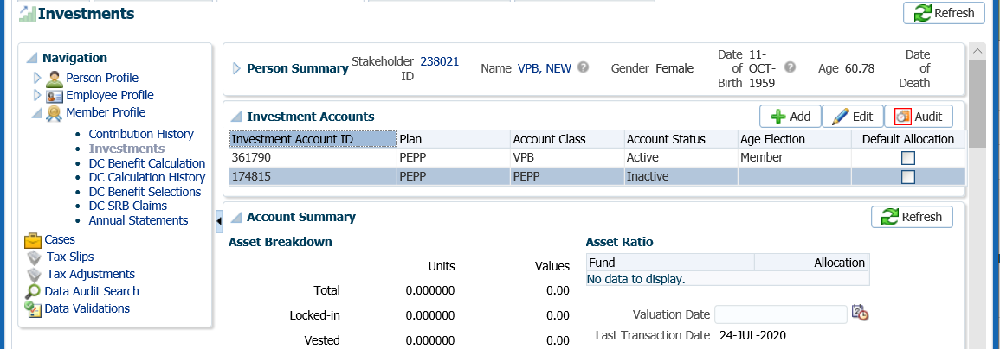 Investments
Refresh
Navigation
Person Profile
Employee Profile
Member Profile
Contribution History
Investments
DC Benefit Calculation
DC Calculation History
DC Benefit Selections
DC SRB Claims
Annual Statements
Cases
Tax Slips
Tax Adjustments
Data Audit Search
Data Validations
Person Summary Stakeholder ID 238021 Name VPB, NEW Gender Female Date of Birth 11-OCT-1959 Age 60.78 Date of Death
Investment Accounts Add Edit Audit
Investment Account ID Plan Account Class Account Status Age Election Default Allocation
361790 PEPP VPB Active Member
174815 PEPP PEPP Inactive
Account Summary Refresh
Asset Breakdown
Units Values
Total 0.000000 0.00
Locked-in 0.000000 0.00
Vested 0.000000 0.00
Asset Ratio
Fund Allocation
No data to display.
Valuation Date
Last Transaction Date 24-JUL-2020